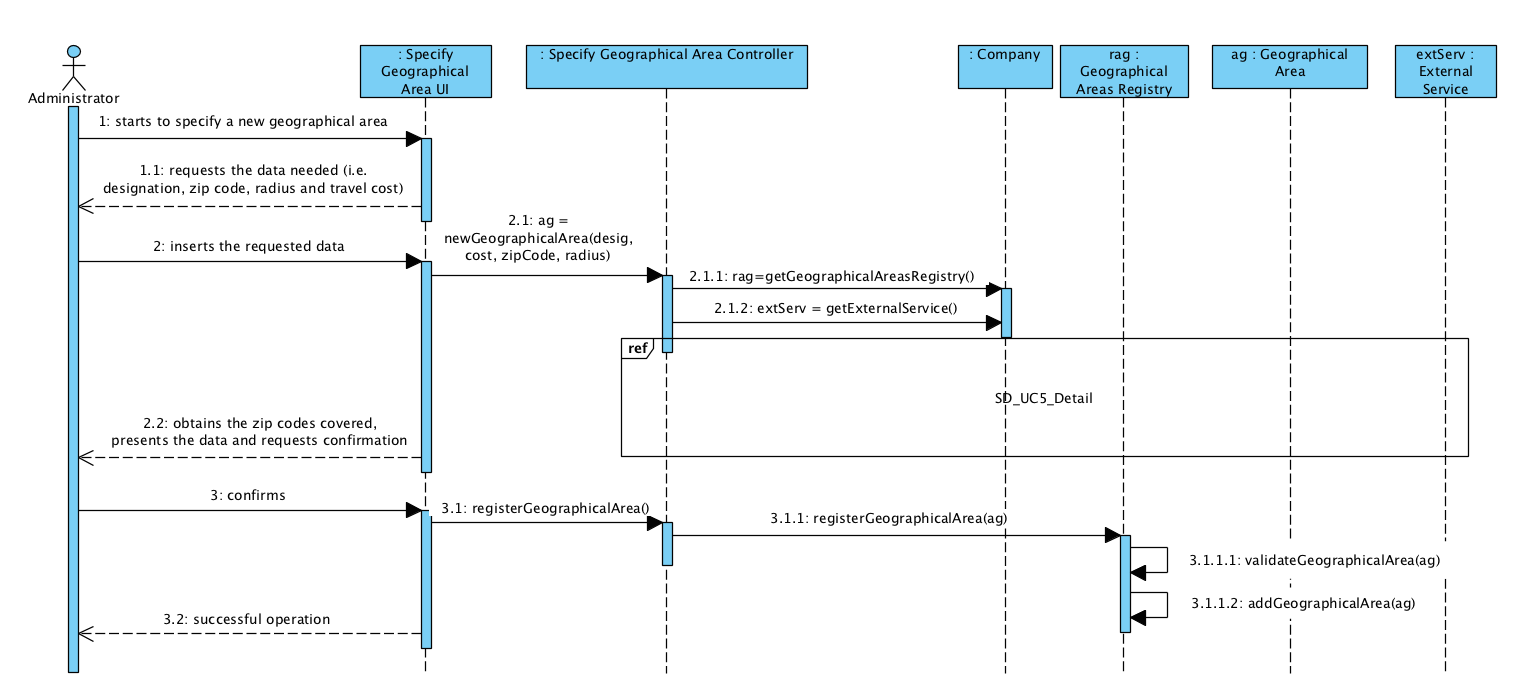 : Specify
Geographical
Area UI
: Specify Geographical Area Controller
: Company
rag :
Geographical
Areas Registry
ag : Geographical
Area
extServ :
External
Service
Administrator
1: starts to specify a new geographical area
1.1: requests the data needed (i.e.
designation, zip code, radius and travel cost)
2.1: ag =
newGeographicalArea(desig,
cost, zipCode, radius)
2: inserts the requested data
2.1.1: rag=getGeographicalAreasRegistry()
2.1.2: extServ = getExternalService()
ref
SD_UC5_Detail
2.2: obtains the zip codes covered,
presents the data and requests confirmation
3: confirms
3.1: registerGeographicalArea()
3.1.1: registerGeographicalArea(ag)
3.1.1.1: validateGeographicalArea(ag)
3.1.1.2: addGeographicalArea(ag)
3.2: successful operation